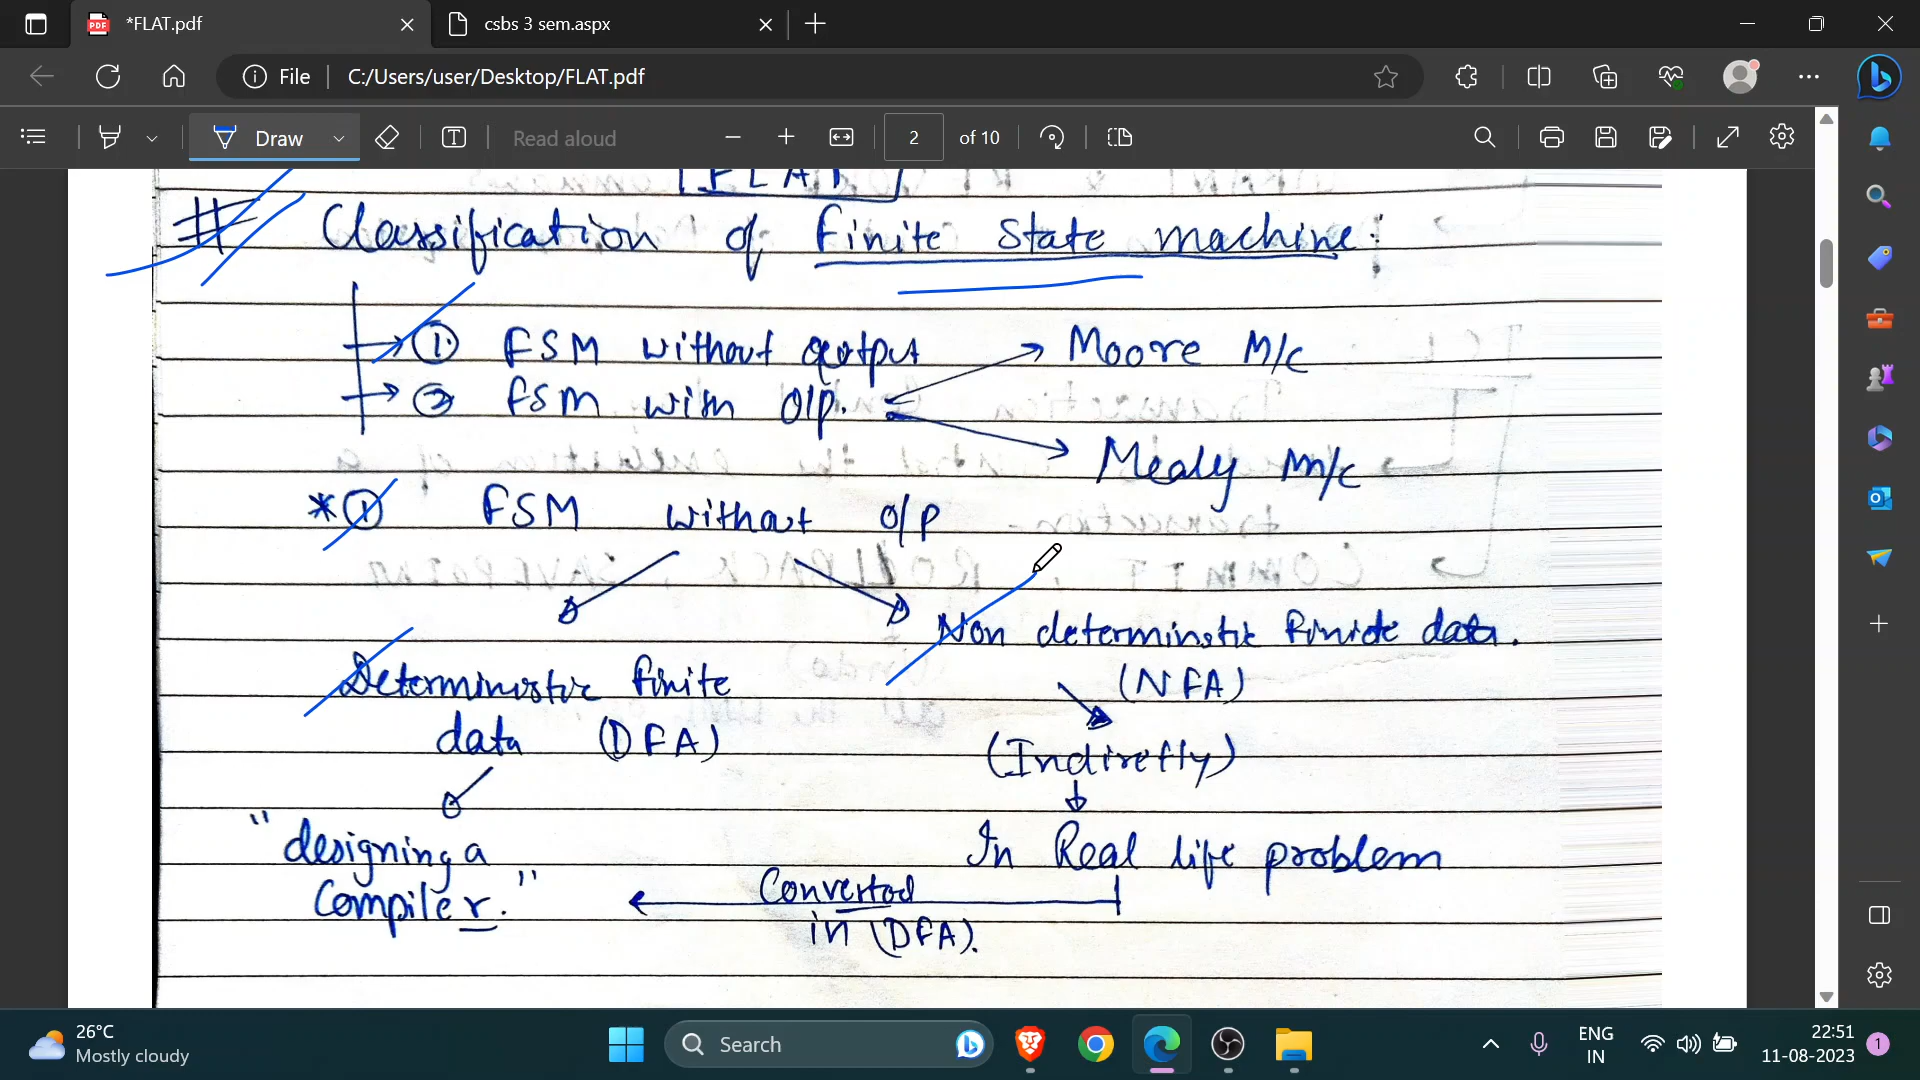 *FLAT.pdf
csbs 3 sem.aspx
File
C:/Users/user/Desktop/FLAT.pdf
Draw
Read aloud
2
of 10
[FLAT]
# Classification of finite state machine:
→ ① FSM without output → Moore M/C
→ ② FSM with O/P.
→ Mealy M/C
*① FSM without O/P
Non deterministic finite data.
Deterministic finite
(NFA)
data (DFA)
(Indirectly)
"designing a
In Real life problem
Compiler."
Converted
in (DFA).
26°C
Mostly cloudy
Search
ENG
IN
22:51
11-08-2023
1